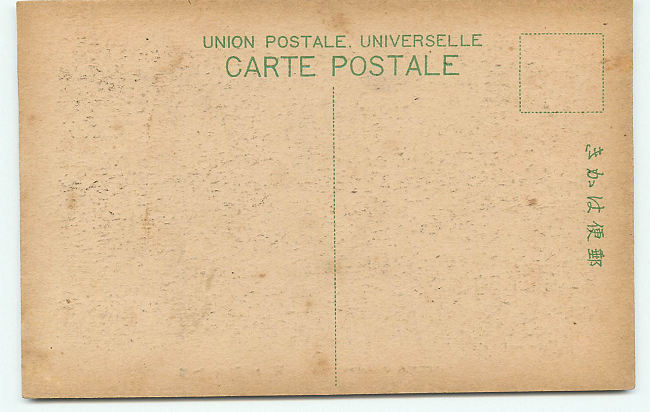 UNION POSTALE, UNIVERSELLE
CARTE POSTALE
郵便はかき